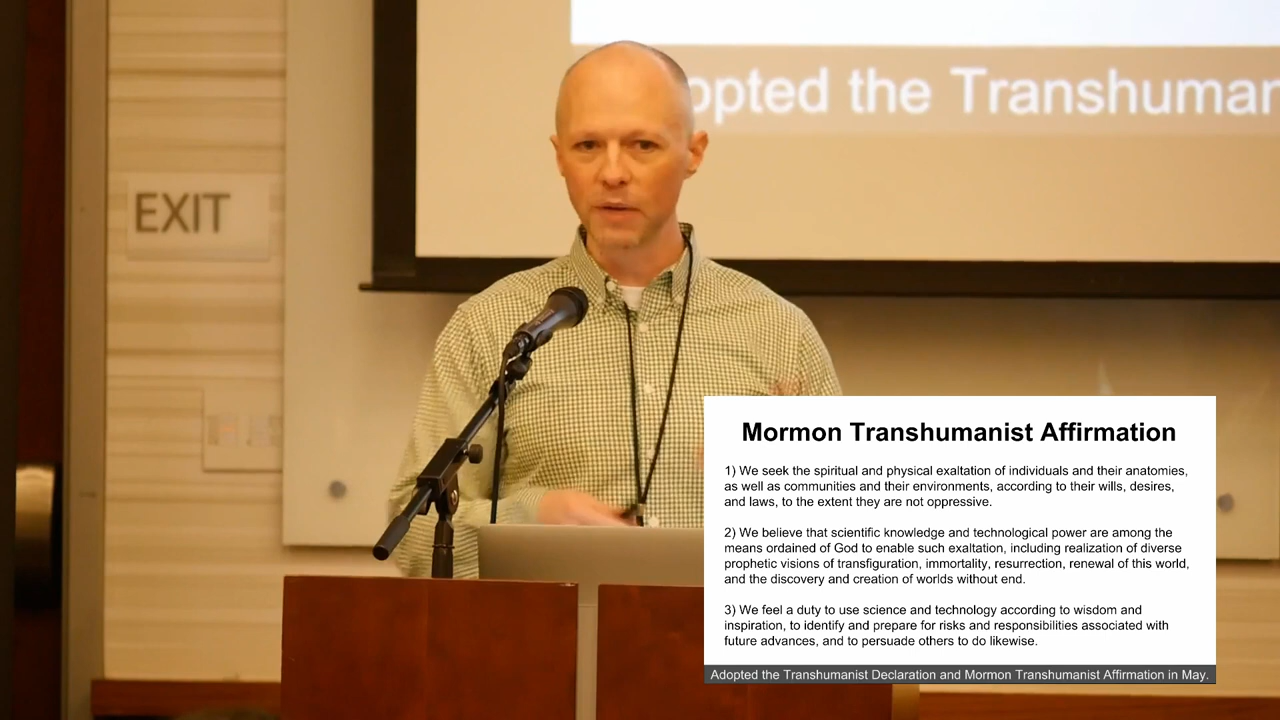 opted the Transhuman
EXIT
Mormon Transhumanist Affirmation
1) We seek the spiritual and physical exaltation of individuals and their anatomies,
as well as communities and their environments, according to their wills, desires,
and laws, to the extent they are not oppressive.
2) We believe that scientific knowledge and technological power are among the
means ordained of God to enable such exaltation, including realization of diverse
prophetic visions of transfiguration, immortality, resurrection, renewal of this world,
and the discovery and creation of worlds without end.
3) We feel a duty to use science and technology according to wisdom and
inspiration, to identify and prepare for risks and responsibilities associated with
future advances, and to persuade others to do likewise.
Adopted the Transhumanist Declaration and Mormon Transhumanist Affirmation in May.